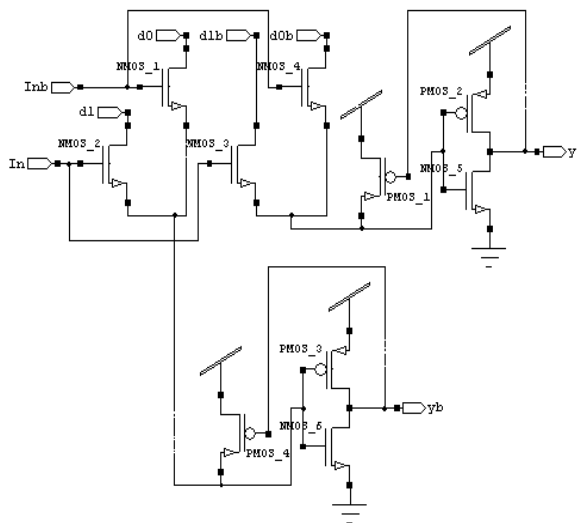 d0
d1b
d0b
NMOS_1
NMOS_4
PMOS_2
Inb
d1
NMOS_2
NMOS_3
NMOS_5
y
In
PMOS_1
PMOS_3
NMOS_6
yb
PMOS_4